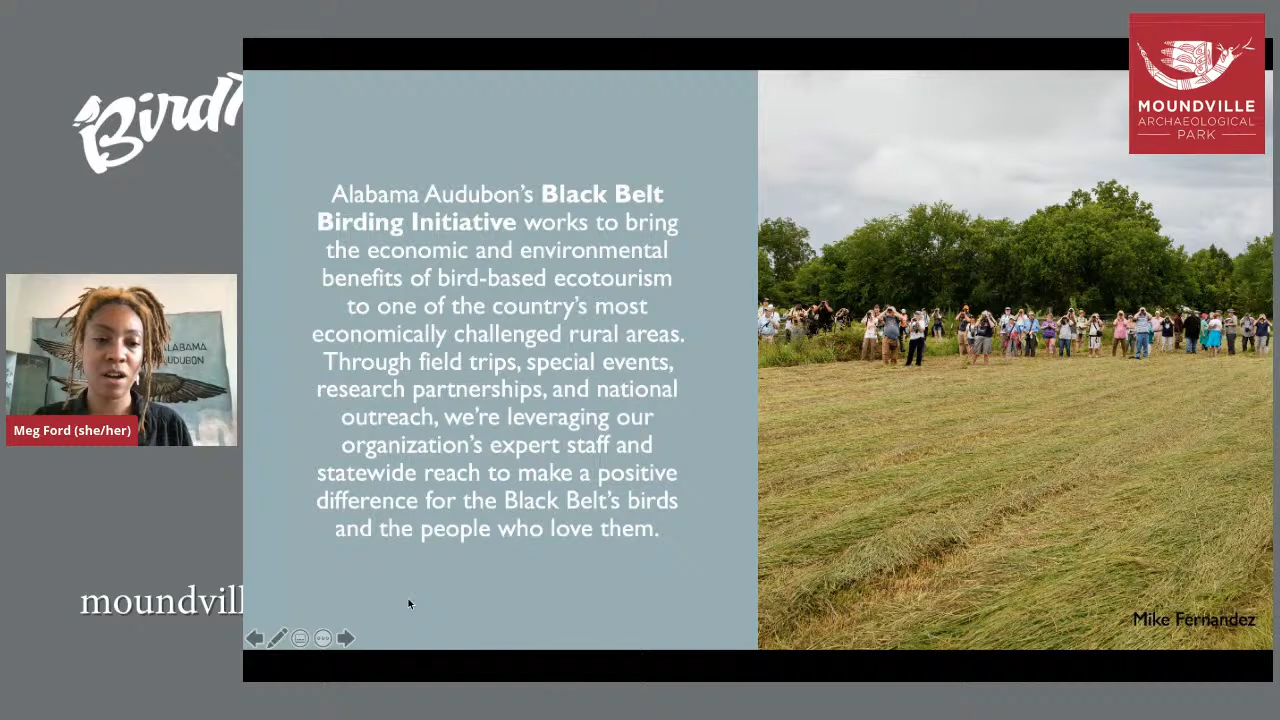 MOUNDVILLE
ARCHAEOLOGICAL
PARK
Alabama Audubon's Black Belt
Birding Initiative works to bring
the economic and environmental
benefits of bird-based ecotourism
to one of the country's most
economically challenged rural areas.
Through field trips, special events,
research partnerships, and national
outreach, we're leveraging our
organization's expert staff and
statewide reach to make a positive
difference for the Black Belt's birds
and the people who love them.
ALABAMA
AUDUBON
Meg Ford (she/her)
moundvill
Mike Fernandez